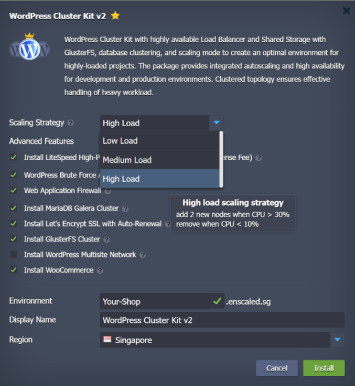 WordPress Cluster Kit v2
WordPress Cluster Kit with highly available Load Balancer and Shared Storage with
GlusterFS, database clustering, and scaling mode to create an optimal environment for
highly-loaded projects. The package provides integrated autoscaling and high availability
for development and production environments. Clustered topology ensures effective
handling of heavy workload.
Scaling Strategy High Load
Low Load
Medium Load
High Load
Advanced Features
Install LiteSpeed High-P ense Fee)
WordPress Brute Force
Web Application Firewall
High load scaling strategy
add 2 new nodes when CPU > 30%
remove when CPU < 10%
Install MariaDB Galera Cluster
Install Let's Encrypt SSL with Auto-Renewal
Install GlusterFS Cluster
Install WordPress Multisite Network
Install WooCommerce
Environment Your-Shop .enscaled.sg
Display Name WordPress Cluster Kit v2
Region Singapore
Cancel Install